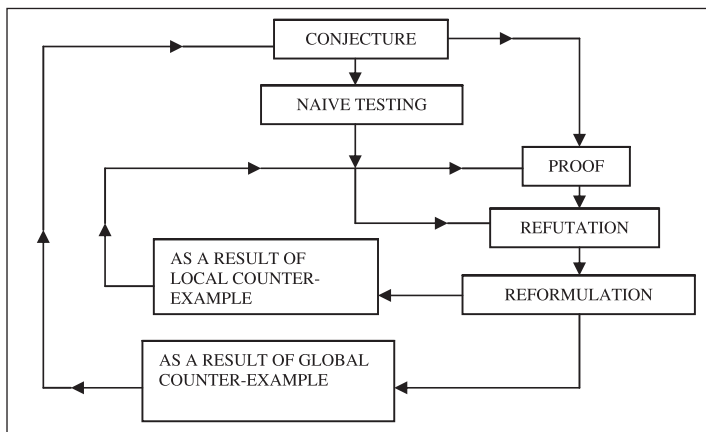 CONJECTURE
NAIVE TESTING
PROOF
REFUTATION
AS A RESULT OF
LOCAL COUNTER-
EXAMPLE
REFORMULATION
AS A RESULT OF GLOBAL
COUNTER-EXAMPLE